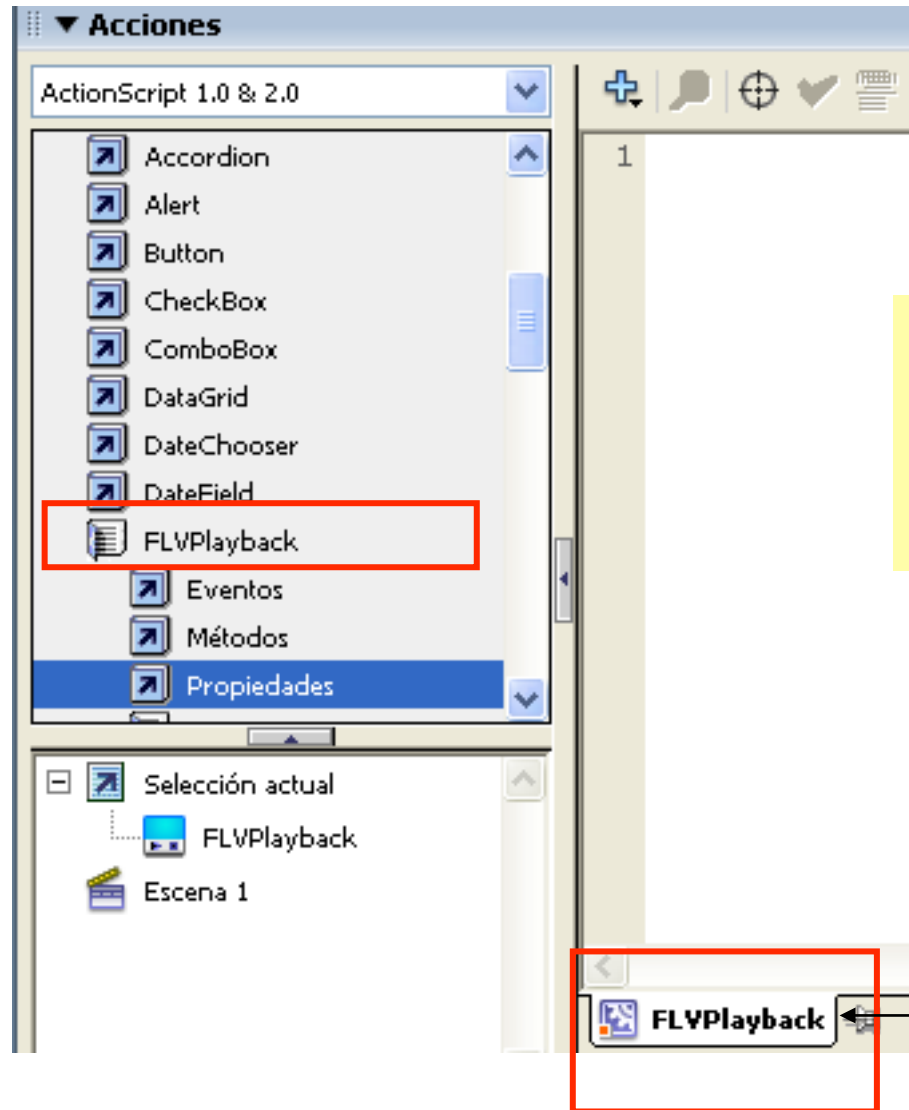 Acciones
ActionScript 1.0 & 2.0
Accordion
Alert
Button
CheckBox
ComboBox
DataGrid
DateChooser
DateField
FLVPlayback
Eventos
Métodos
Propiedades
Selección actual
FLVPlayback
Escena 1
1
FLVPlayback